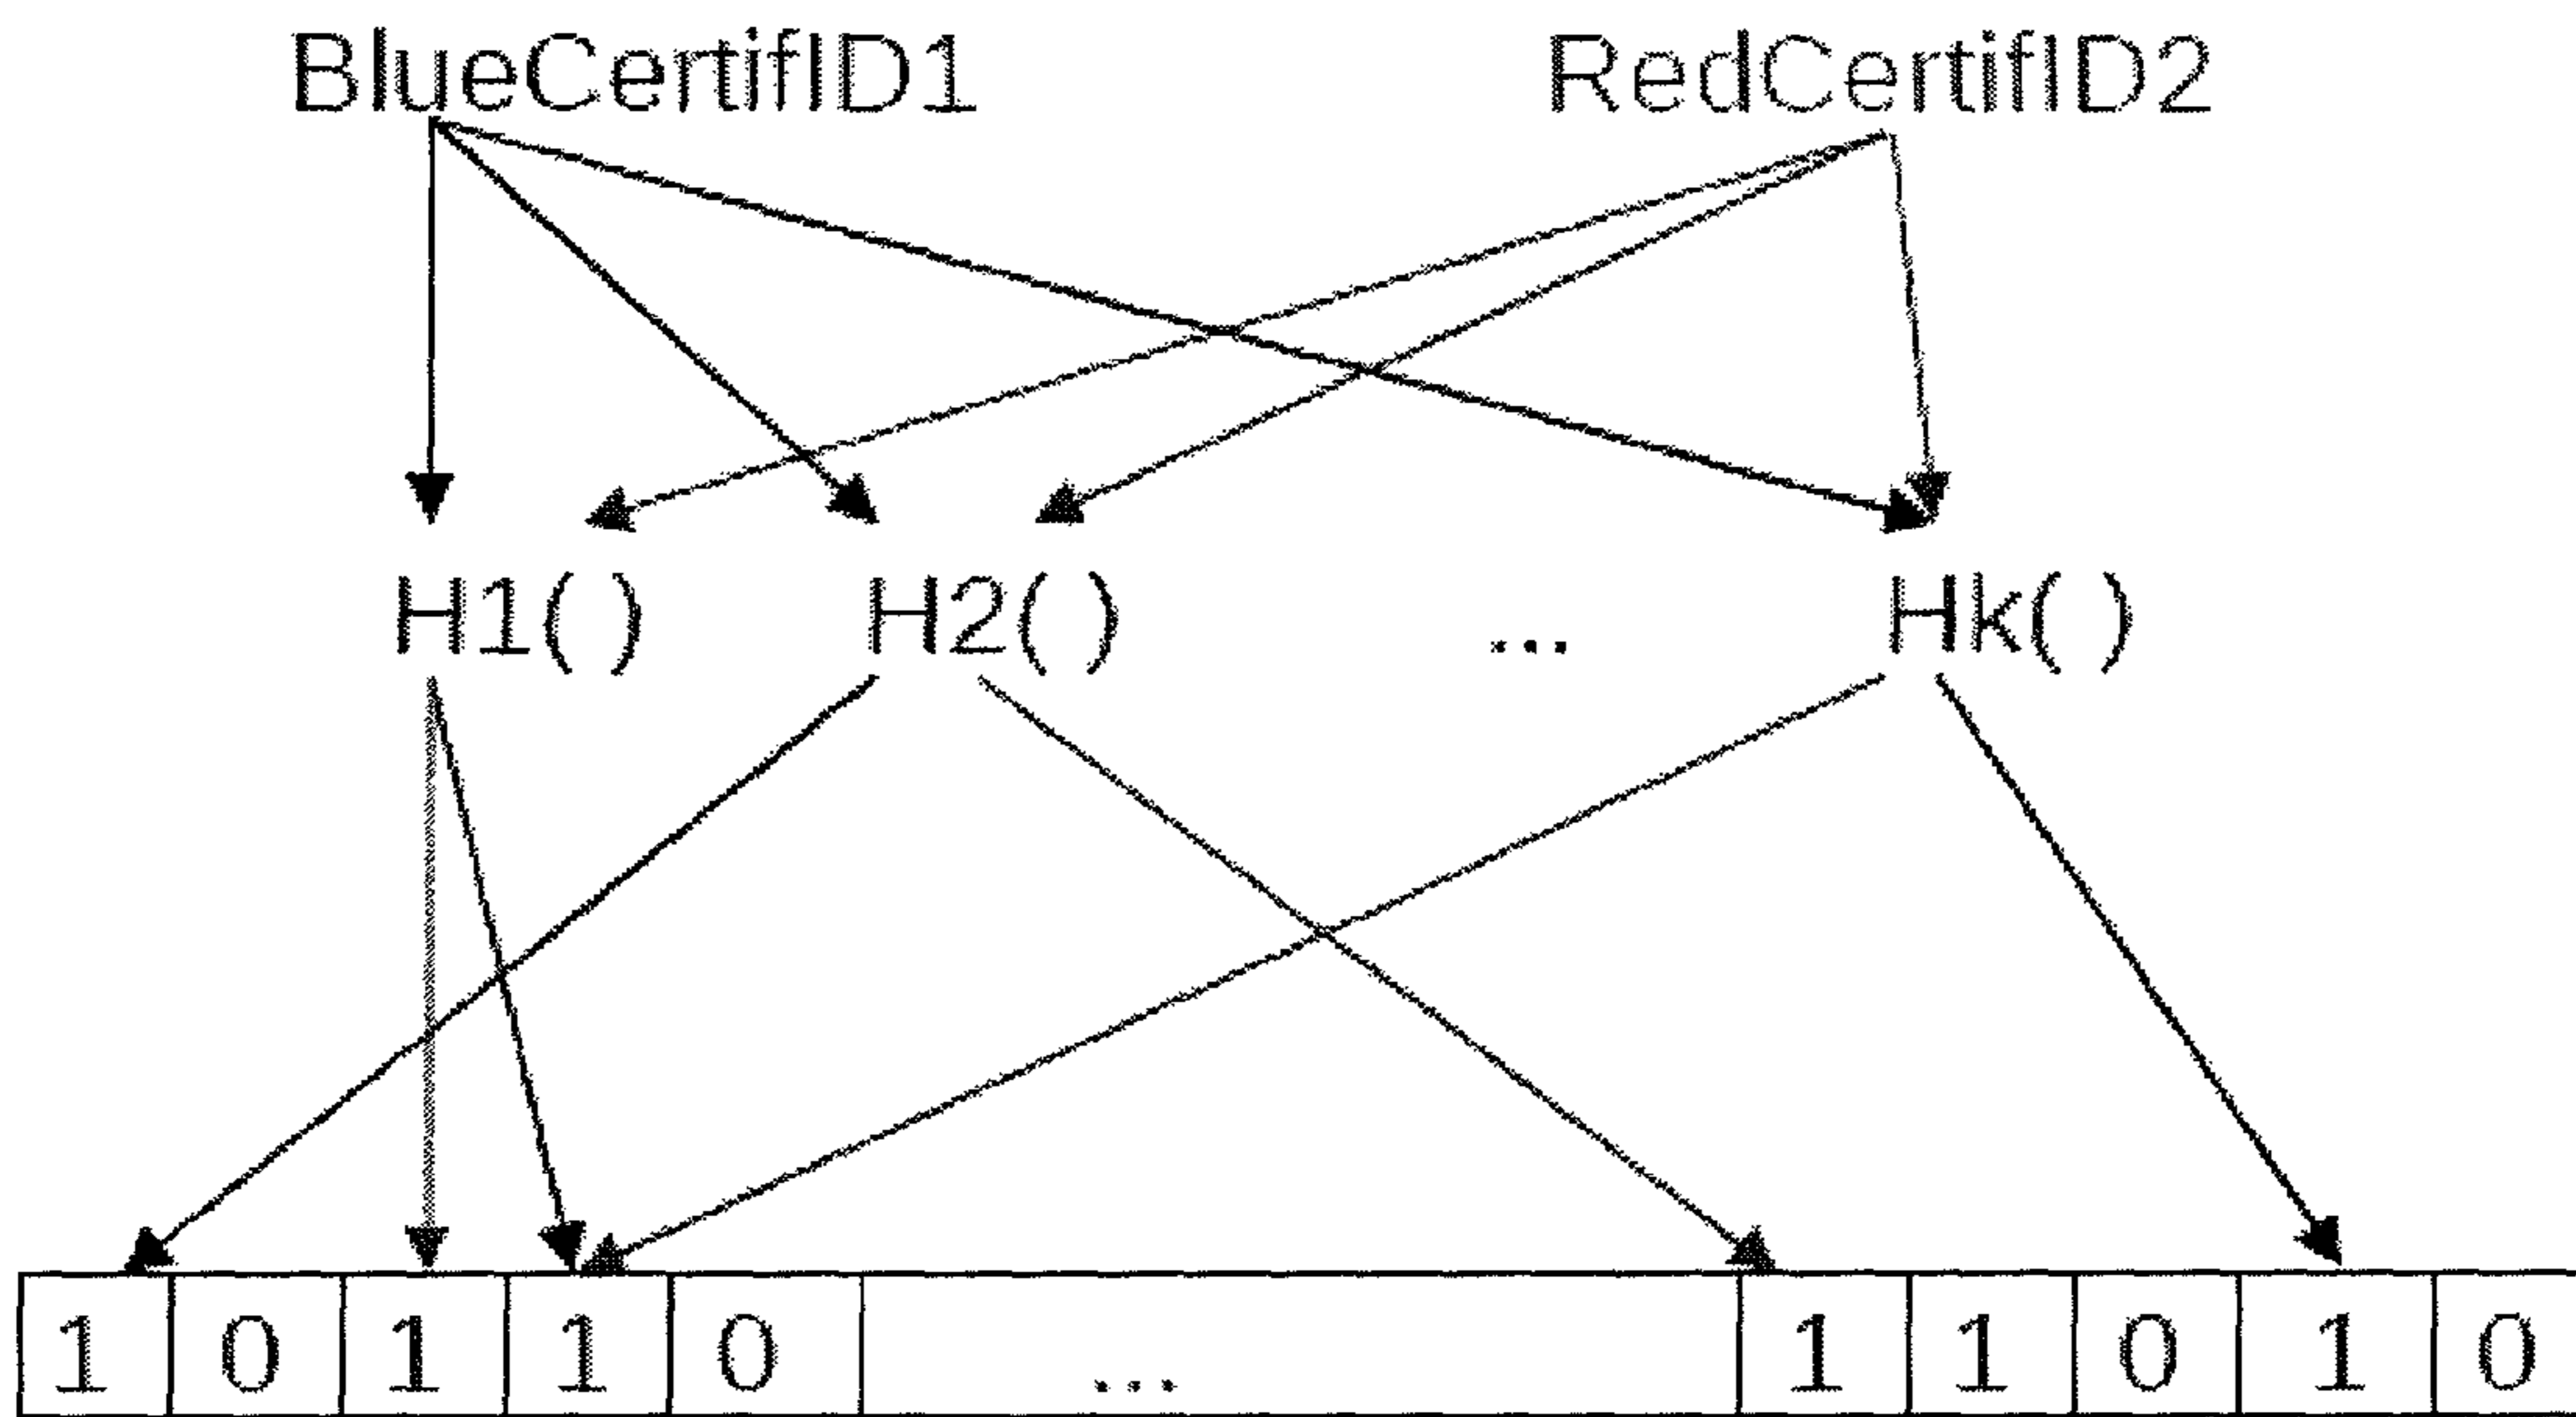 BlueCertifID1 RedCertifID2
H1( ) H2( ) ... Hk( )
1 0 1 1 0 ... 1 1 0 1 0